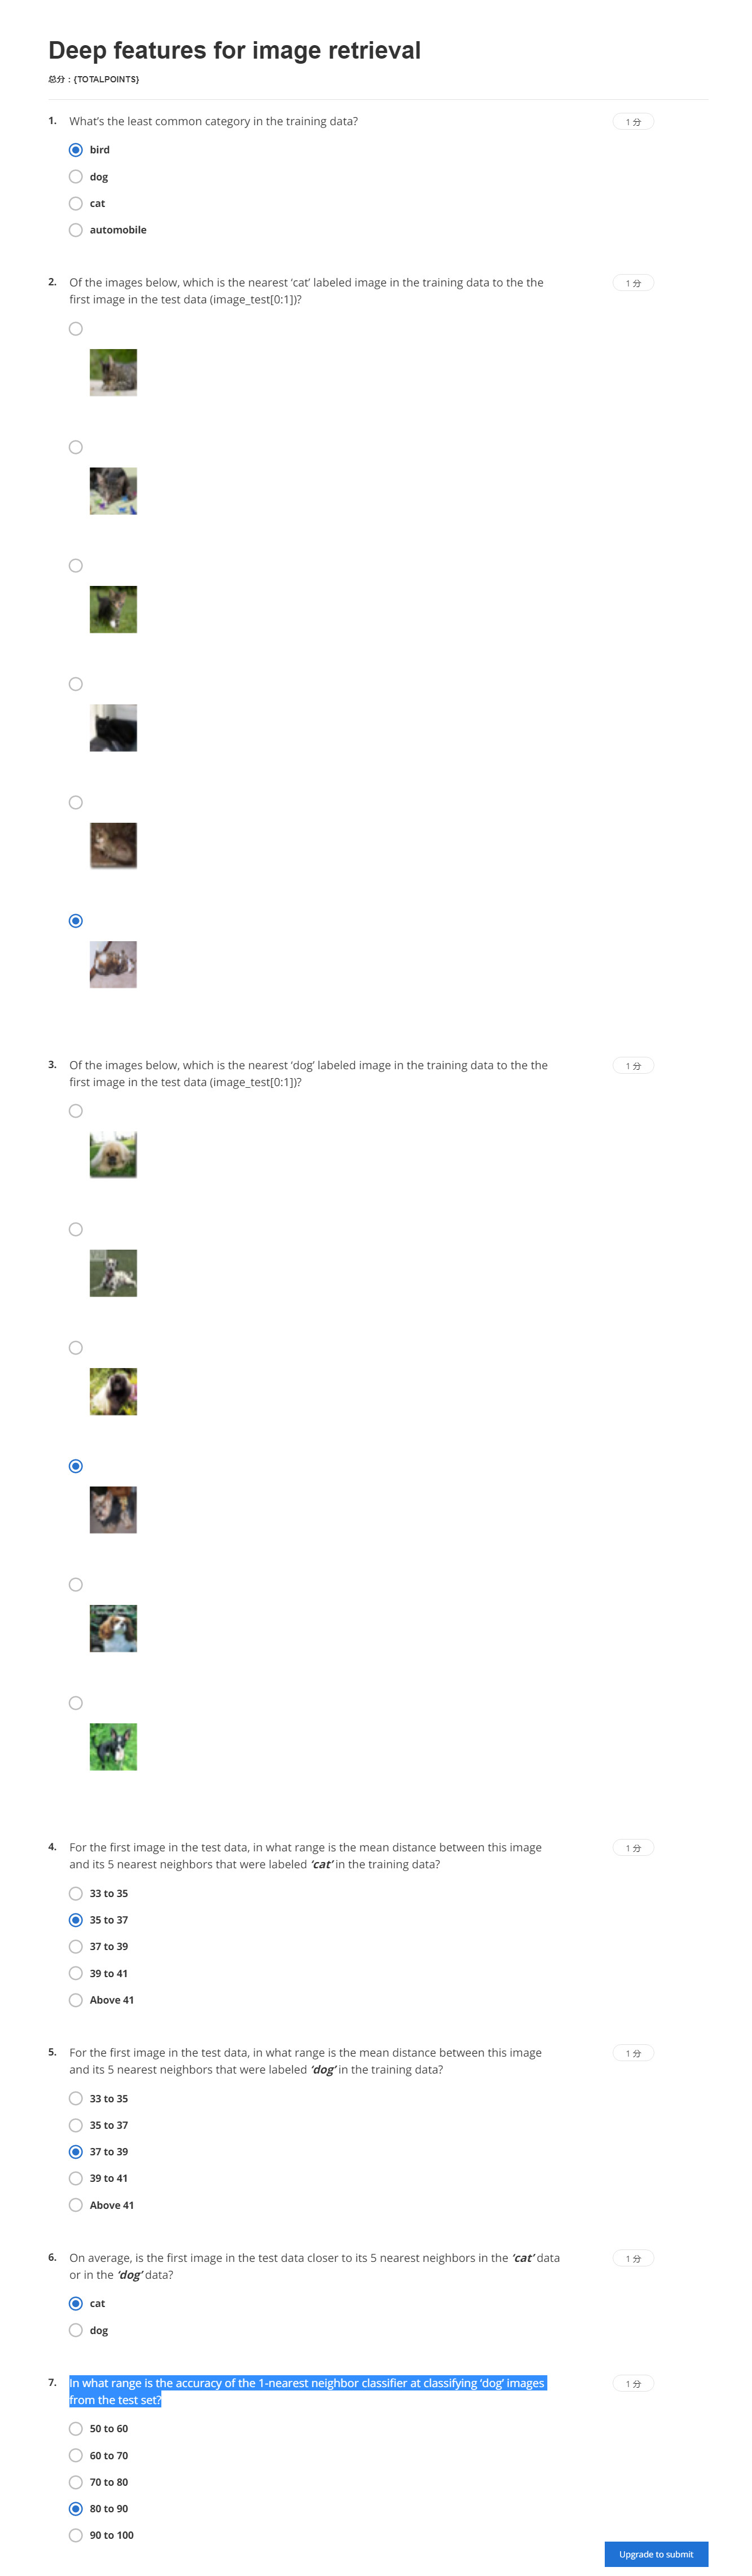 Deep features for image retrieval
总分：{TOTALPOINTS}
1. What's the least common category in the training data?
1 分
bird
dog
cat
automobile
2. Of the images below, which is the nearest ‘cat’ labeled image in the training data to the the
first image in the test data (image_test[0:1])?
1 分
3. Of the images below, which is the nearest ‘dog’ labeled image in the training data to the the
first image in the test data (image_test[0:1])?
1 分
4. For the first image in the test data, in what range is the mean distance between this image
and its 5 nearest neighbors that were labeled ‘cat’ in the training data?
1 分
33 to 35
35 to 37
37 to 39
39 to 41
Above 41
5. For the first image in the test data, in what range is the mean distance between this image
and its 5 nearest neighbors that were labeled ‘dog’ in the training data?
1 分
33 to 35
35 to 37
37 to 39
39 to 41
Above 41
6. On average, is the first image in the test data closer to its 5 nearest neighbors in the ‘cat’ data
or in the ‘dog’ data?
1 分
cat
dog
7. In what range is the accuracy of the 1-nearest neighbor classifier at classifying ‘dog’ images
from the test set?
1 分
50 to 60
60 to 70
70 to 80
80 to 90
90 to 100
Upgrade to submit